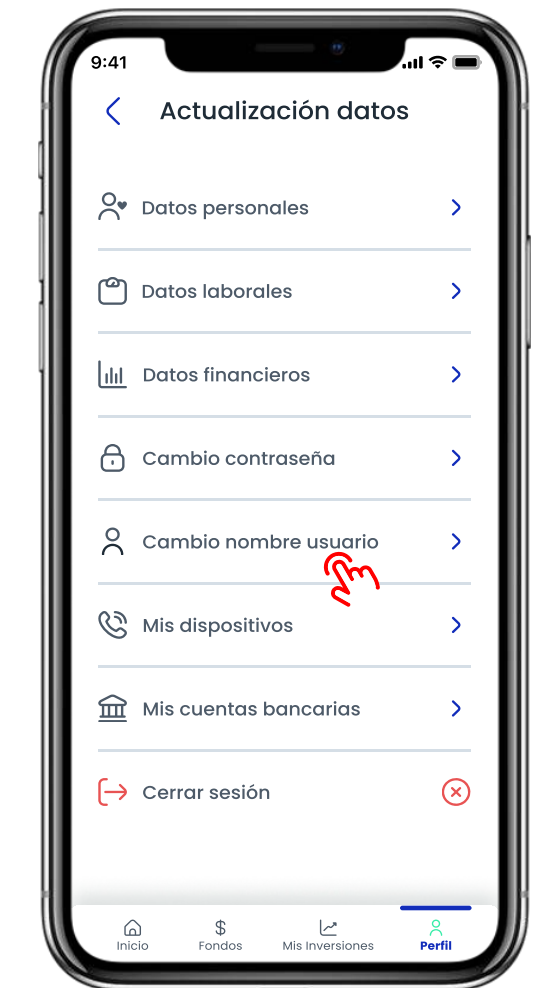 9:41
Actualización datos
Datos personales
Datos laborales
Datos financieros
Cambio contraseña
Cambio nombre usuario
Mis dispositivos
Mis cuentas bancarias
Cerrar sesión
Inicio
Fondos
Mis Inversiones
Perfil